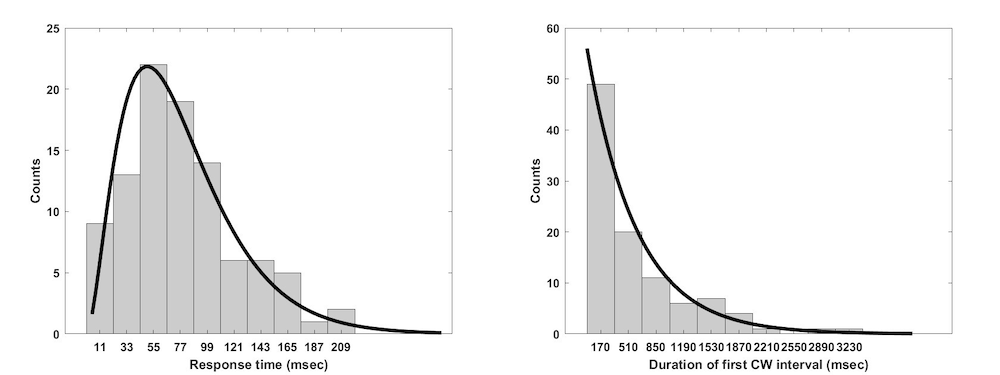 25
20
15
10
5
0
Counts
11 33 55 77 99 121 143 165 187 209
Response time (msec)
60
50
40
30
20
10
0
Counts
170 510 850 1190 1530 1870 2210 2550 2890 3230
Duration of first CW interval (msec)